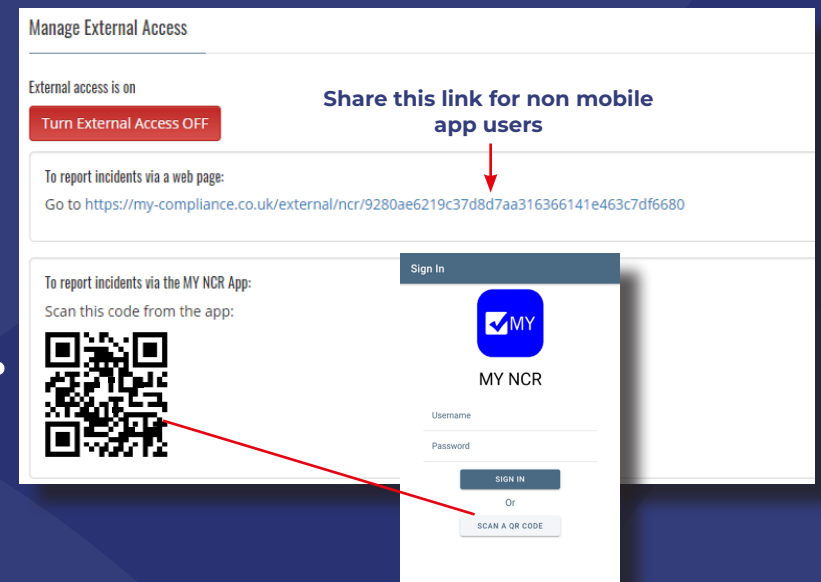 Manage External Access
External access is on
Turn External Access OFF
Share this link for non mobile
app users
To report incidents via a web page:
Go to https://my-compliance.co.uk/external/ncr/9280ae6219c37d8d7aa316366141e463c7df6680
To report incidents via the MY NCR App:
Scan this code from the app:
Sign In
MY
MY NCR
Username
Password
SIGN IN
Or
SCAN A QR CODE